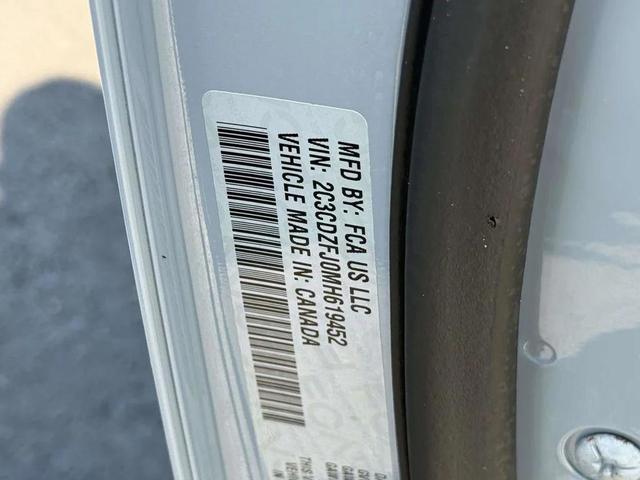 MFD BY: FCA US LLC
VIN: 2C3CDZFJ0MH619452
VEHICLE MADE IN: CANADA